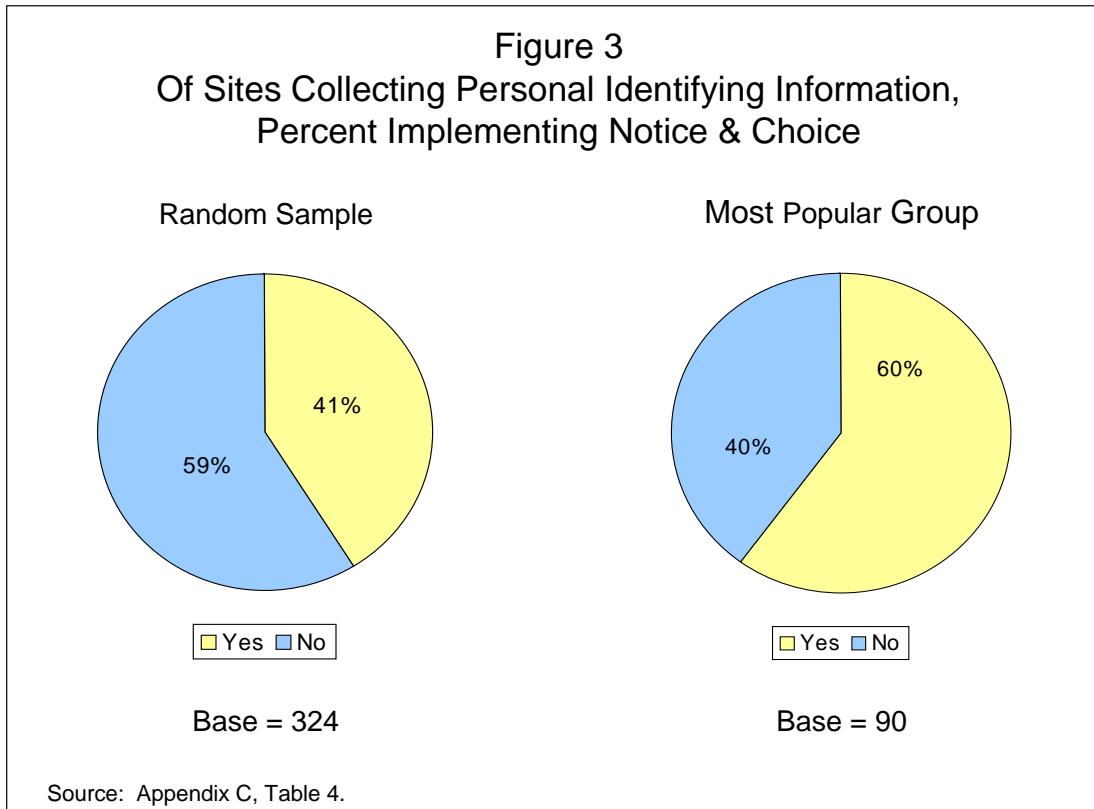 Figure 3
Of Sites Collecting Personal Identifying Information,
Percent Implementing Notice & Choice
Random Sample
41%
59%
Yes No
Base = 324
Most Popular Group
60%
40%
Yes No
Base = 90
Source: Appendix C, Table 4.